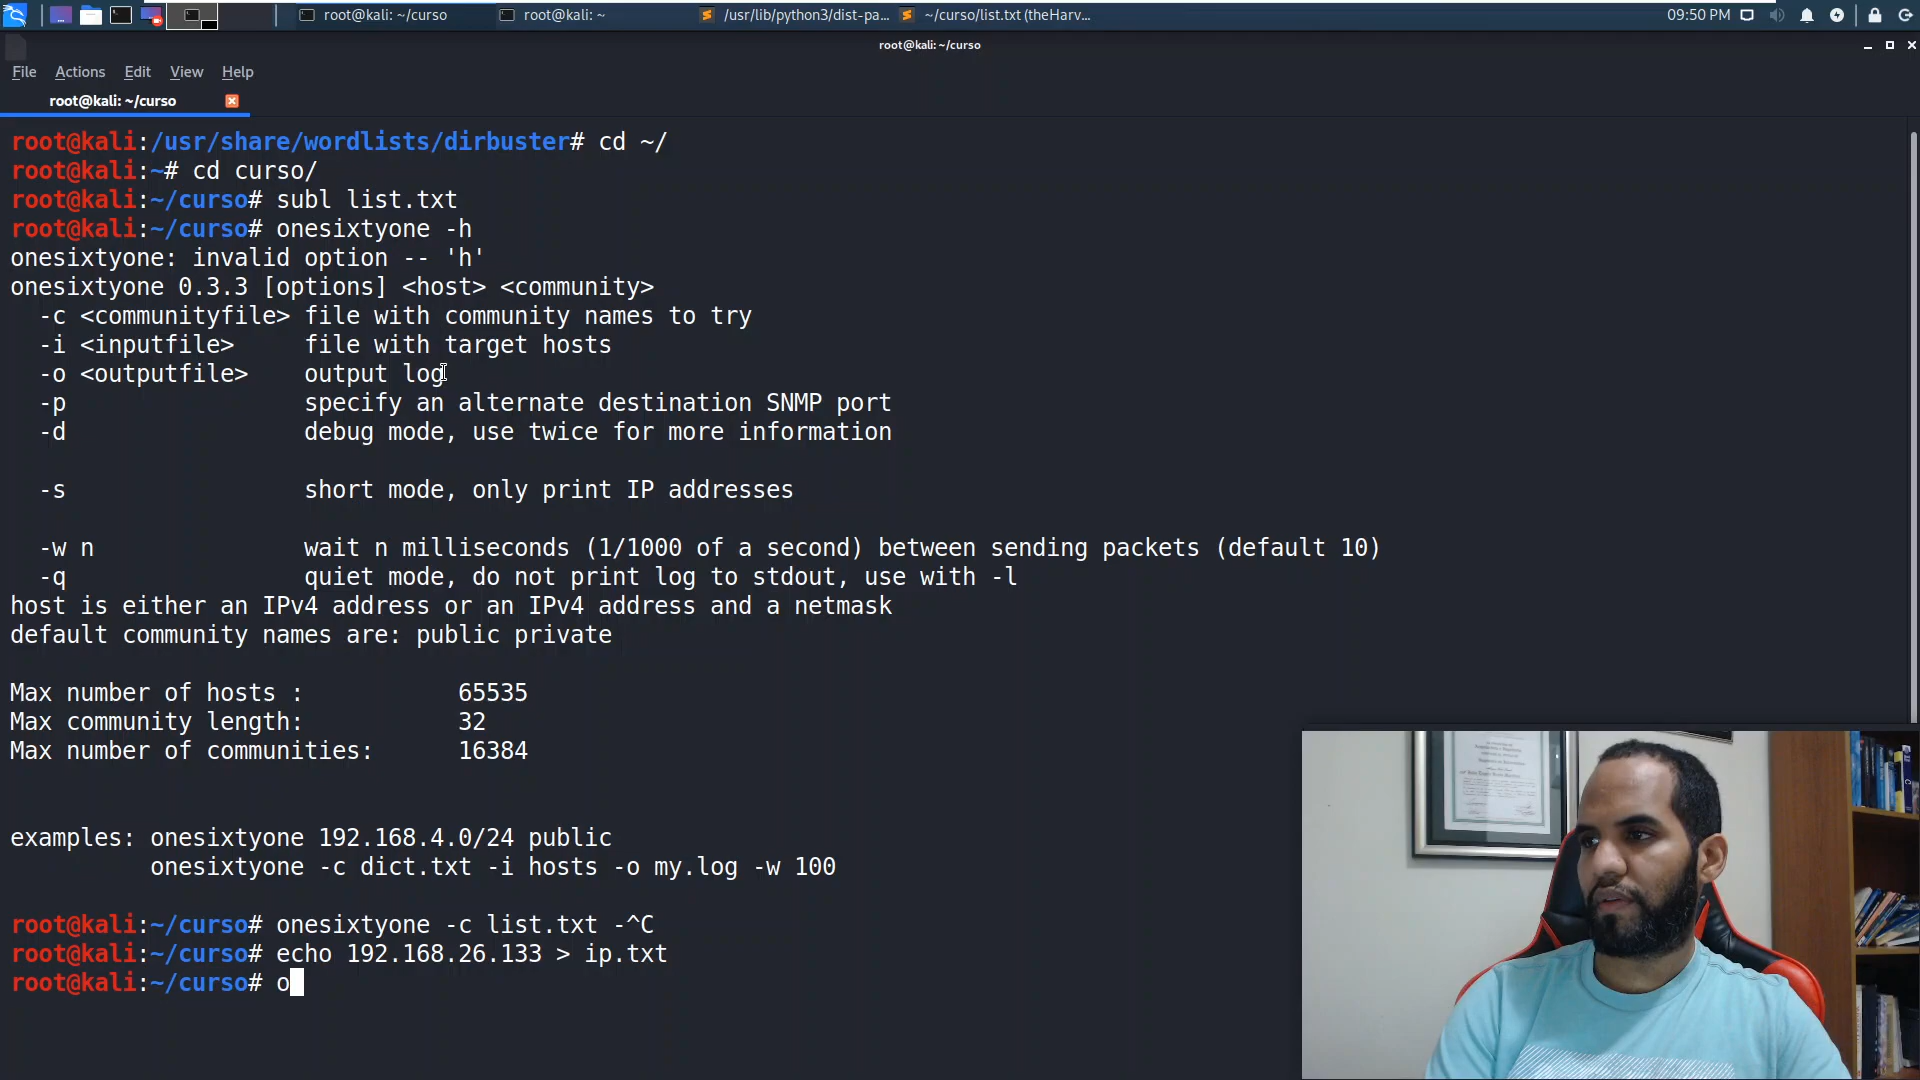 root@kali: ~/curso
root@kali: ~
/usr/lib/python3/dist-pa...
~/curso/list.txt (theHarv...
09:50 PM
root@kali: ~/curso
File Actions Edit View Help
root@kali: ~/curso
root@kali:/usr/share/wordlists/dirbuster# cd ~/
root@kali:~# cd curso/
root@kali:~/curso# subl list.txt
root@kali:~/curso# onesixtyone -h
onesixtyone: invalid option -- 'h'
onesixtyone 0.3.3 [options] <host> <community>
-c <communityfile> file with community names to try
-i <inputfile>     file with target hosts
-o <outputfile>    output log
-p                 specify an alternate destination SNMP port
-d                 debug mode, use twice for more information
-s                 short mode, only print IP addresses
-w n               wait n milliseconds (1/1000 of a second) between sending packets (default 10)
-q                 quiet mode, do not print log to stdout, use with -l
host is either an IPv4 address or an IPv4 address and a netmask
default community names are: public private
Max number of hosts :           65535
Max community length:           32
Max number of communities:      16384
examples: onesixtyone 192.168.4.0/24 public
onesixtyone -c dict.txt -i hosts -o my.log -w 100
root@kali:~/curso# onesixtyone -c list.txt -^C
root@kali:~/curso# echo 192.168.26.133 > ip.txt
root@kali:~/curso# o